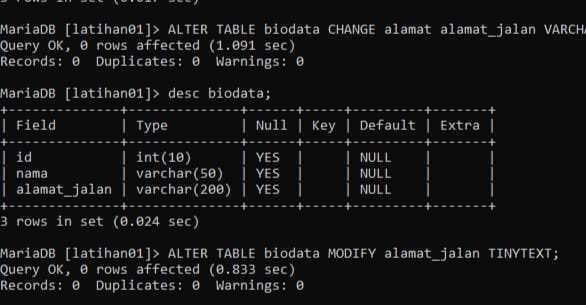 3 rows in set (0.017 sec)
MariaDB [latihan01]> ALTER TABLE biodata CHANGE alamat alamat_jalan VARCHA
Query OK, 0 rows affected (1.091 sec)
Records: 0  Duplicates: 0  Warnings: 0
MariaDB [latihan01]> desc biodata;
+--------------+--------------+------+-----+---------+-------+
| Field        | Type         | Null | Key | Default | Extra |
+--------------+--------------+------+-----+---------+-------+
| id           | int(10)      | YES  |     | NULL    |       |
| nama         | varchar(50)  | YES  |     | NULL    |       |
| alamat_jalan | varchar(200) | YES  |     | NULL    |       |
+--------------+--------------+------+-----+---------+-------+
3 rows in set (0.024 sec)
MariaDB [latihan01]> ALTER TABLE biodata MODIFY alamat_jalan TINYTEXT;
Query OK, 0 rows affected (0.833 sec)
Records: 0  Duplicates: 0  Warnings: 0